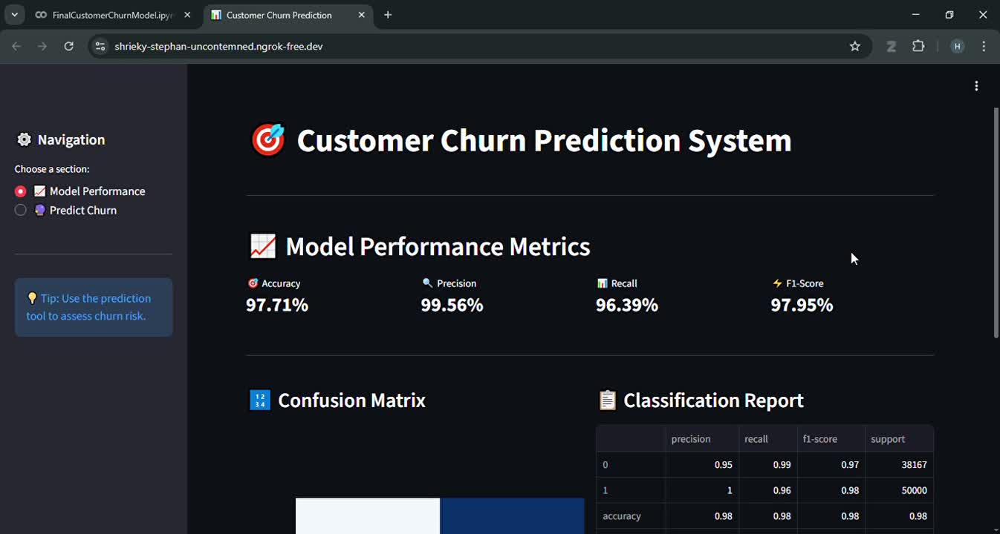 FinalCustomerChurnModel.ipyn
Customer Churn Prediction
shrieky-stephan-uncontemned.ngrok-free.dev
Z
H
Navigation
Choose a section:
Model Performance
Predict Churn
Tip: Use the prediction
tool to assess churn risk.
Customer Churn Prediction System
Model Performance Metrics
Accuracy
97.71%
Precision
99.56%
Recall
96.39%
F1-Score
97.95%
1 2
3 4
Confusion Matrix
Classification Report
precision recall f1-score support
0 0.95 0.99 0.97 38167
1 1 0.96 0.98 50000
accuracy 0.98 0.98 0.98 0.98